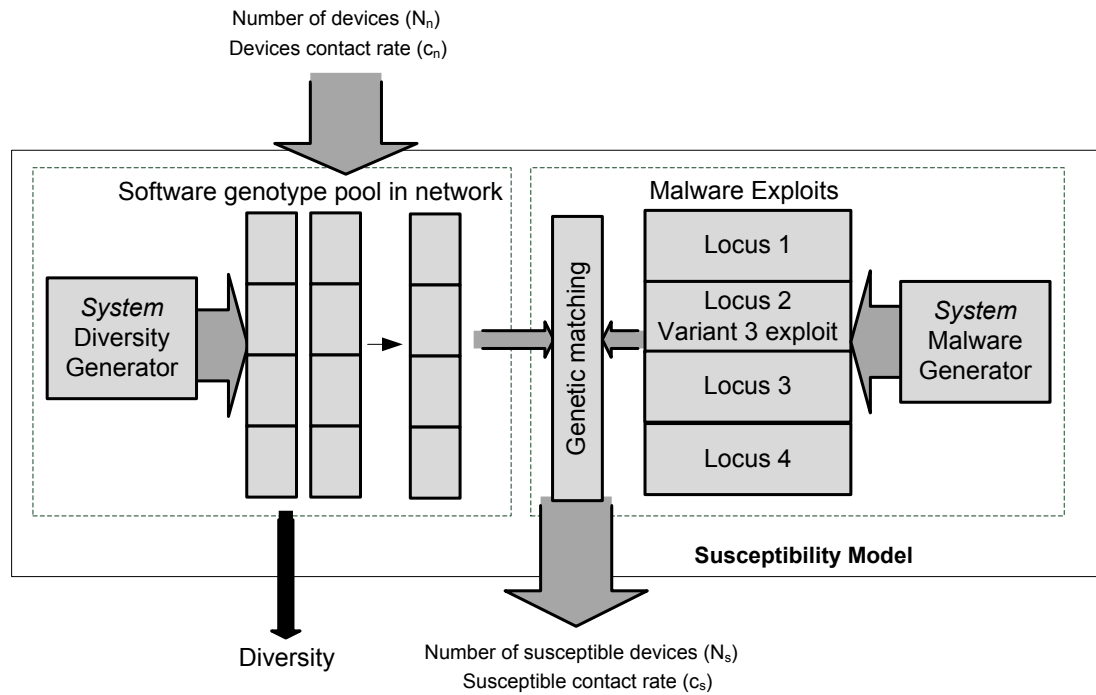 Number of devices (Nn)
Devices contact rate (cn)
Software genotype pool in network
Malware Exploits
System
Diversity
Generator
Genetic matching
Locus 1
Locus 2
Variant 3 exploit
Locus 3
Locus 4
System
Malware
Generator
Susceptibility Model
Diversity
Number of susceptible devices (Ns)
Susceptible contact rate (cs)